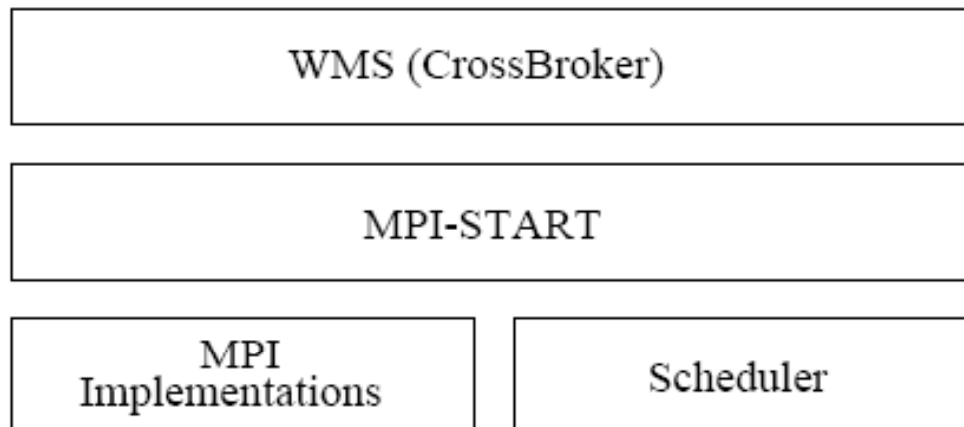 WMS (CrossBroker)
MPI-START
MPI
Implementations
Scheduler